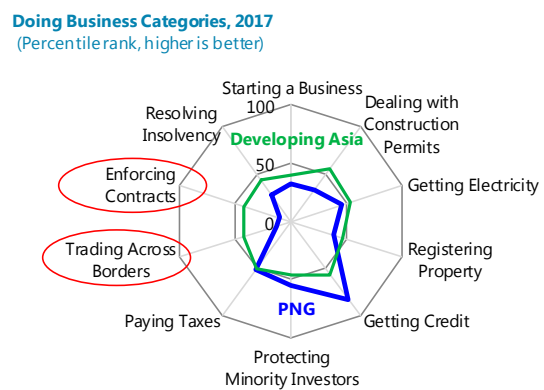 Doing Business Categories, 2017
(Percentile rank, higher is better)
Starting a Business
100
Dealing with
Construction
Permits
Resolving
Insolvency
Developing Asia
50
Enforcing
Contracts
Getting Electricity
0
Trading Across
Borders
Registering
Property
PNG
Paying Taxes
Getting Credit
Protecting
Minority Investors